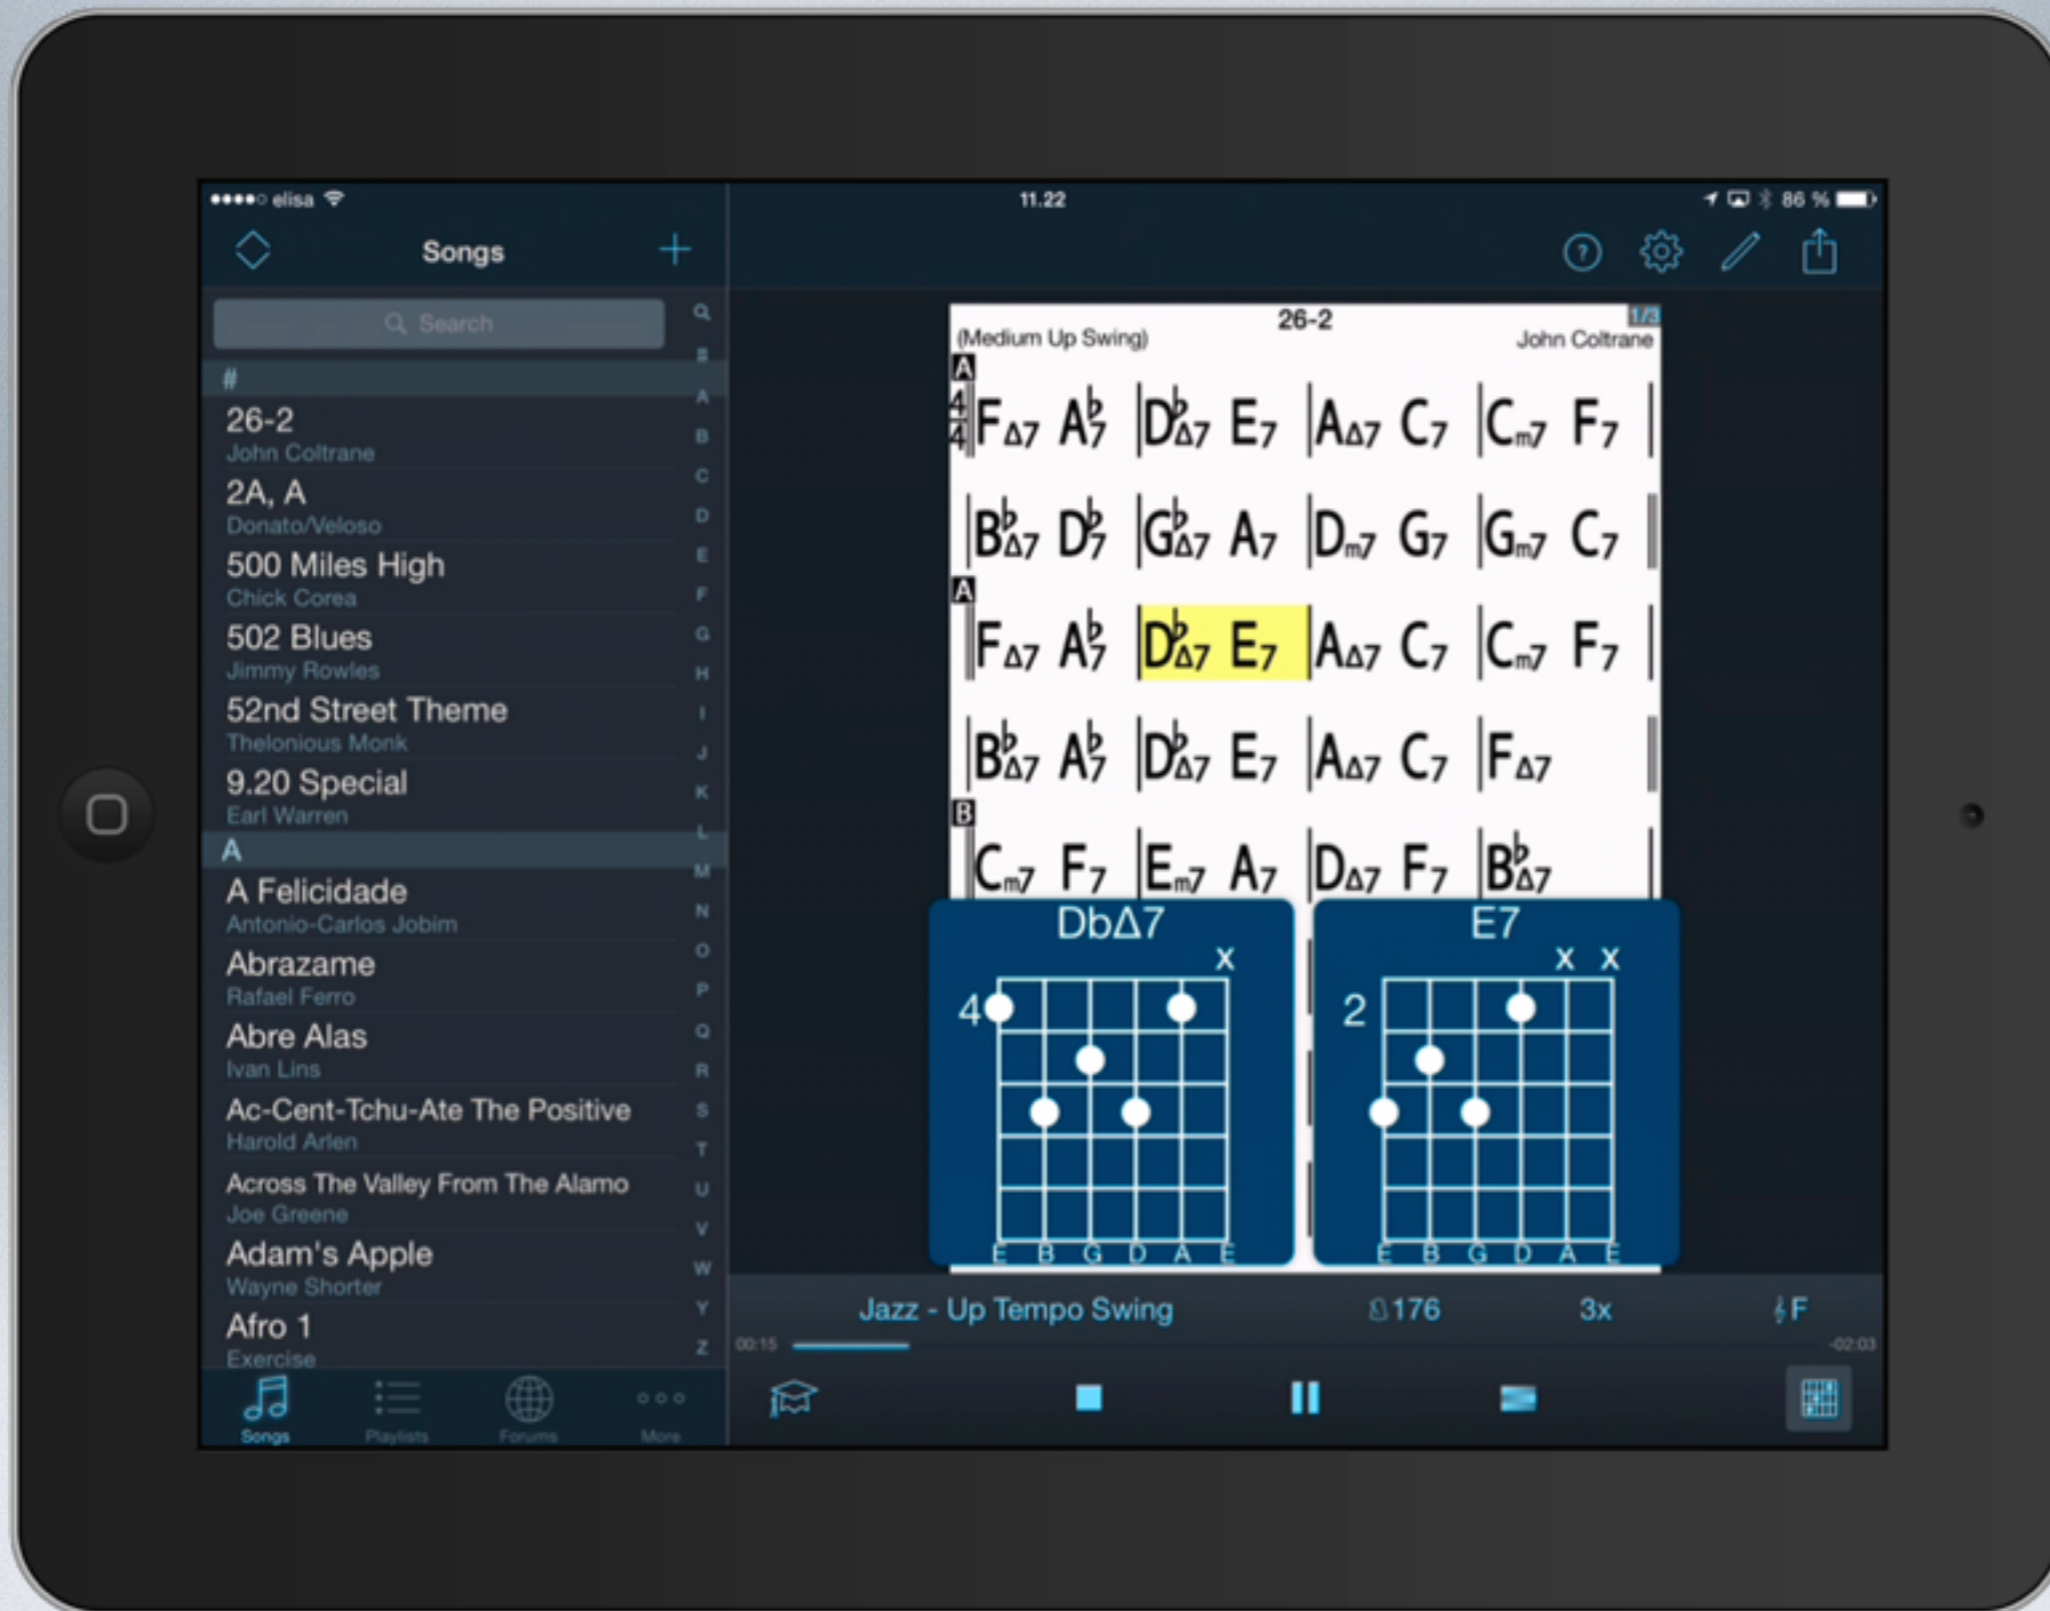 elisa
11.22
86 %
Songs
Search
#
26-2
John Coltrane
2A, A
Donato/Veloso
500 Miles High
Chick Corea
502 Blues
Jimmy Rowles
52nd Street Theme
Thelonious Monk
9.20 Special
Earl Warren
A
A Felicidade
Antonio-Carlos Jobim
Abrazame
Rafael Ferro
Abre Alas
Ivan Lins
Ac-Cent-Tchu-Ate The Positive
Harold Arlen
Across The Valley From The Alamo
Joe Greene
Adam's Apple
Wayne Shorter
Afro 1
Exercise
A
B
C
D
E
F
G
H
I
J
K
L
M
N
O
P
Q
R
S
T
U
V
W
Y
Z
Songs Playlists Forums More
?
26-2
1/3
(Medium Up Swing) John Coltrane
A
4/4 FΔ7 A♭7 | D♭Δ7 E7 | AΔ7 C7 | Cm7 F7 |
| B♭Δ7 D♭7 | G♭Δ7 A7 | Dm7 G7 | Gm7 C7 ||
A
|| FΔ7 A♭7 | D♭Δ7 E7 | AΔ7 C7 | Cm7 F7 |
| B♭Δ7 A♭7 | D♭Δ7 E7 | AΔ7 C7 | FΔ7 ||
B
|| Cm7 F7 | Em7 A7 | DΔ7 F7 | B♭Δ7 |
DbΔ7
x
4
E B G D A E
E7
x x
2
E B G D A E
Jazz - Up Tempo Swing 176 3x F
00:15 -02:03